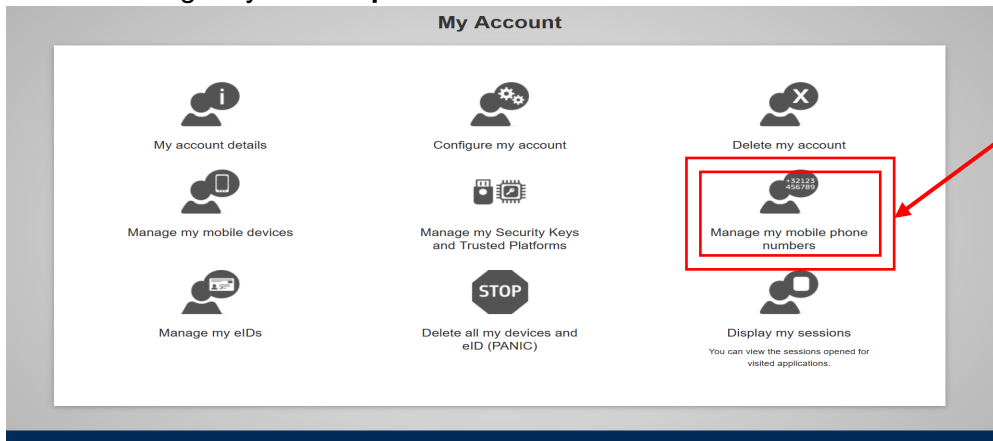 My Account
i
X
My account details
Configure my account
Delete my account
+32123
456789
Manage my mobile devices
Manage my Security Keys
and Trusted Platforms
Manage my mobile phone
numbers
STOP
Manage my eIDs
Delete all my devices and
eID (PANIC)
Display my sessions
You can view the sessions opened for
visited applications.